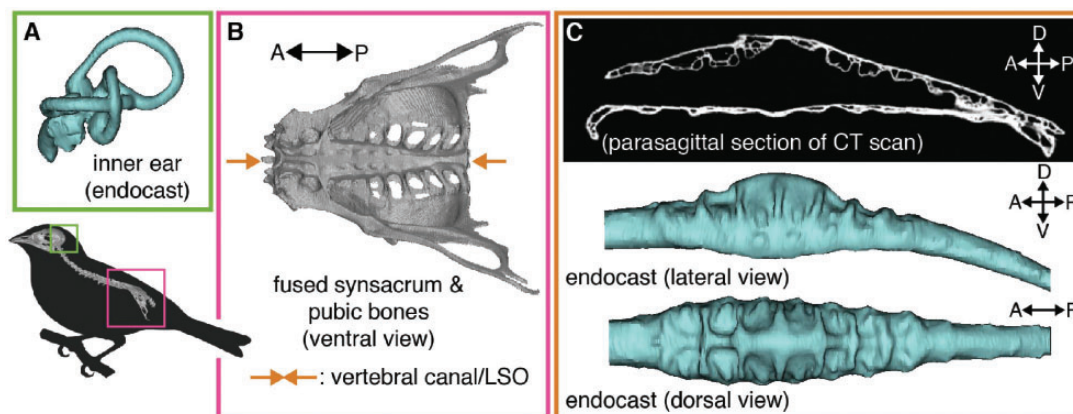 A
inner ear
(endocast)
B
A P
fused synsacrum &
pubic bones
(ventral view)
: vertebral canal/LSO
C
D
A P
V
(parasagittal section of CT scan)
D
A P
V
endocast (lateral view)
A P
endocast (dorsal view)